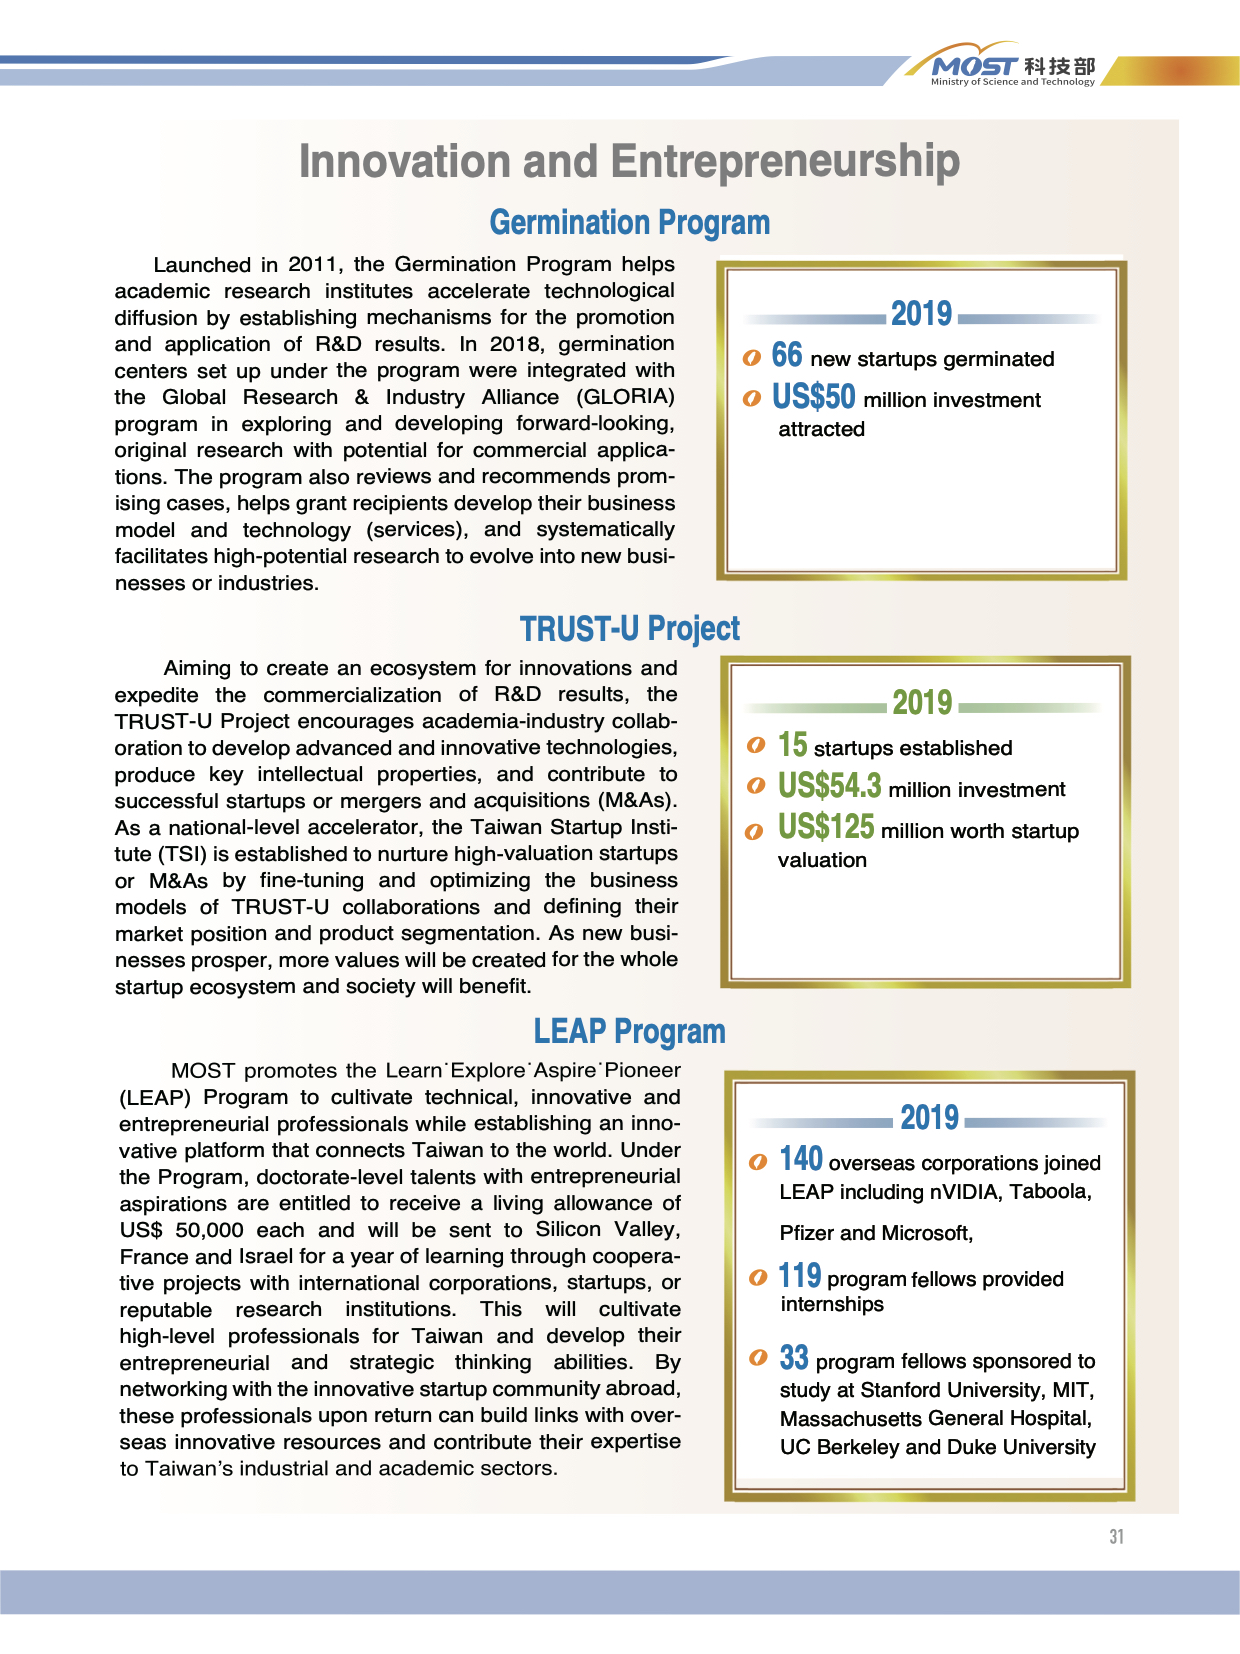 MOST 科技部
Ministry of Science and Technology
Innovation and Entrepreneurship
Germination Program
Launched in 2011, the Germination Program helps
academic research institutes accelerate technological
diffusion by establishing mechanisms for the promotion
and application of R&D results. In 2018, germination
centers set up under the program were integrated with
the Global Research & Industry Alliance (GLORIA)
program in exploring and developing forward-looking,
original research with potential for commercial applica-
tions. The program also reviews and recommends prom-
ising cases, helps grant recipients develop their business
model and technology (services), and systematically
facilitates high-potential research to evolve into new busi-
nesses or industries.
2019
66 new startups germinated
US$50 million investment
attracted
TRUST-U Project
Aiming to create an ecosystem for innovations and
expedite the commercialization of R&D results, the
TRUST-U Project encourages academia-industry collab-
oration to develop advanced and innovative technologies,
produce key intellectual properties, and contribute to
successful startups or mergers and acquisitions (M&As).
As a national-level accelerator, the Taiwan Startup Insti-
tute (TSI) is established to nurture high-valuation startups
or M&As by fine-tuning and optimizing the business
models of TRUST-U collaborations and defining their
market position and product segmentation. As new busi-
nesses prosper, more values will be created for the whole
startup ecosystem and society will benefit.
2019
15 startups established
US$54.3 million investment
US$125 million worth startup
valuation
LEAP Program
MOST promotes the Learn˙Explore˙Aspire˙Pioneer
(LEAP) Program to cultivate technical, innovative and
entrepreneurial professionals while establishing an inno-
vative platform that connects Taiwan to the world. Under
the Program, doctorate-level talents with entrepreneurial
aspirations are entitled to receive a living allowance of
US$ 50,000 each and will be sent to Silicon Valley,
France and Israel for a year of learning through coopera-
tive projects with international corporations, startups, or
reputable research institutions. This will cultivate
high-level professionals for Taiwan and develop their
entrepreneurial and strategic thinking abilities. By
networking with the innovative startup community abroad,
these professionals upon return can build links with over-
seas innovative resources and contribute their expertise
to Taiwan's industrial and academic sectors.
2019
140 overseas corporations joined
LEAP including nVIDIA, Taboola,
Pfizer and Microsoft,
119 program fellows provided
internships
33 program fellows sponsored to
study at Stanford University, MIT,
Massachusetts General Hospital,
UC Berkeley and Duke University
31